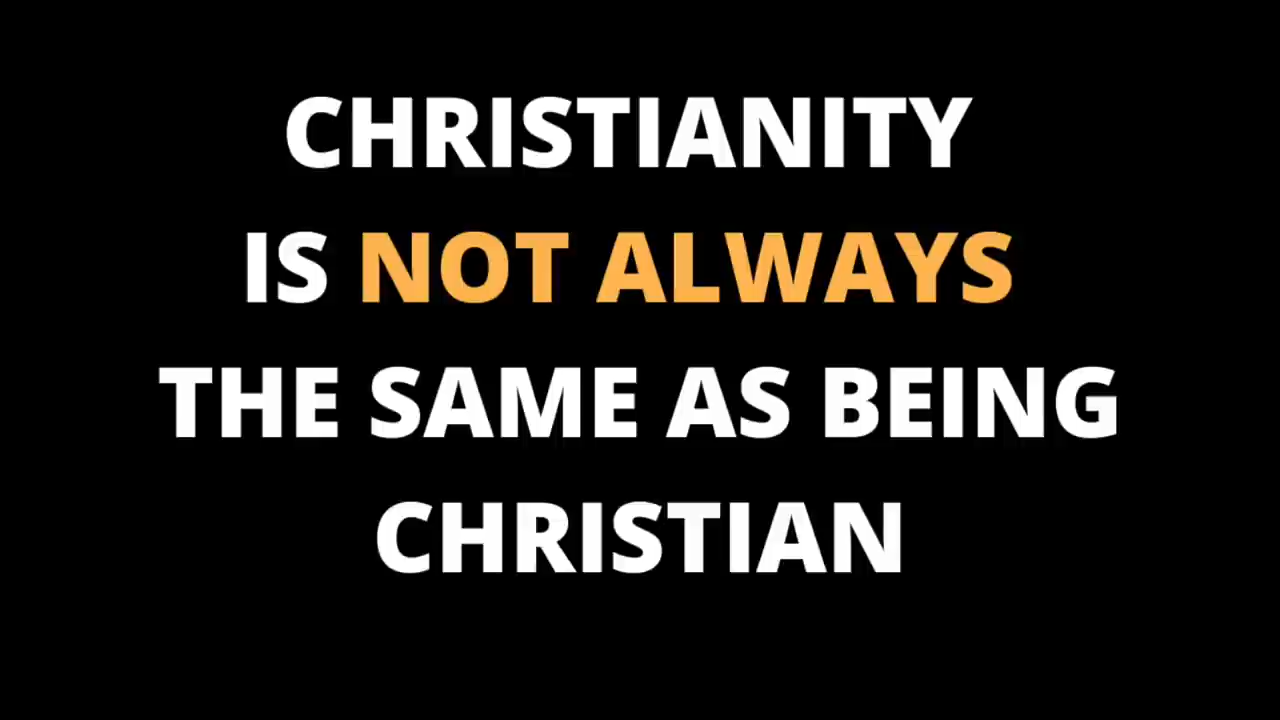 CHRISTIANITY
IS NOT ALWAYS
THE SAME AS BEING
CHRISTIAN